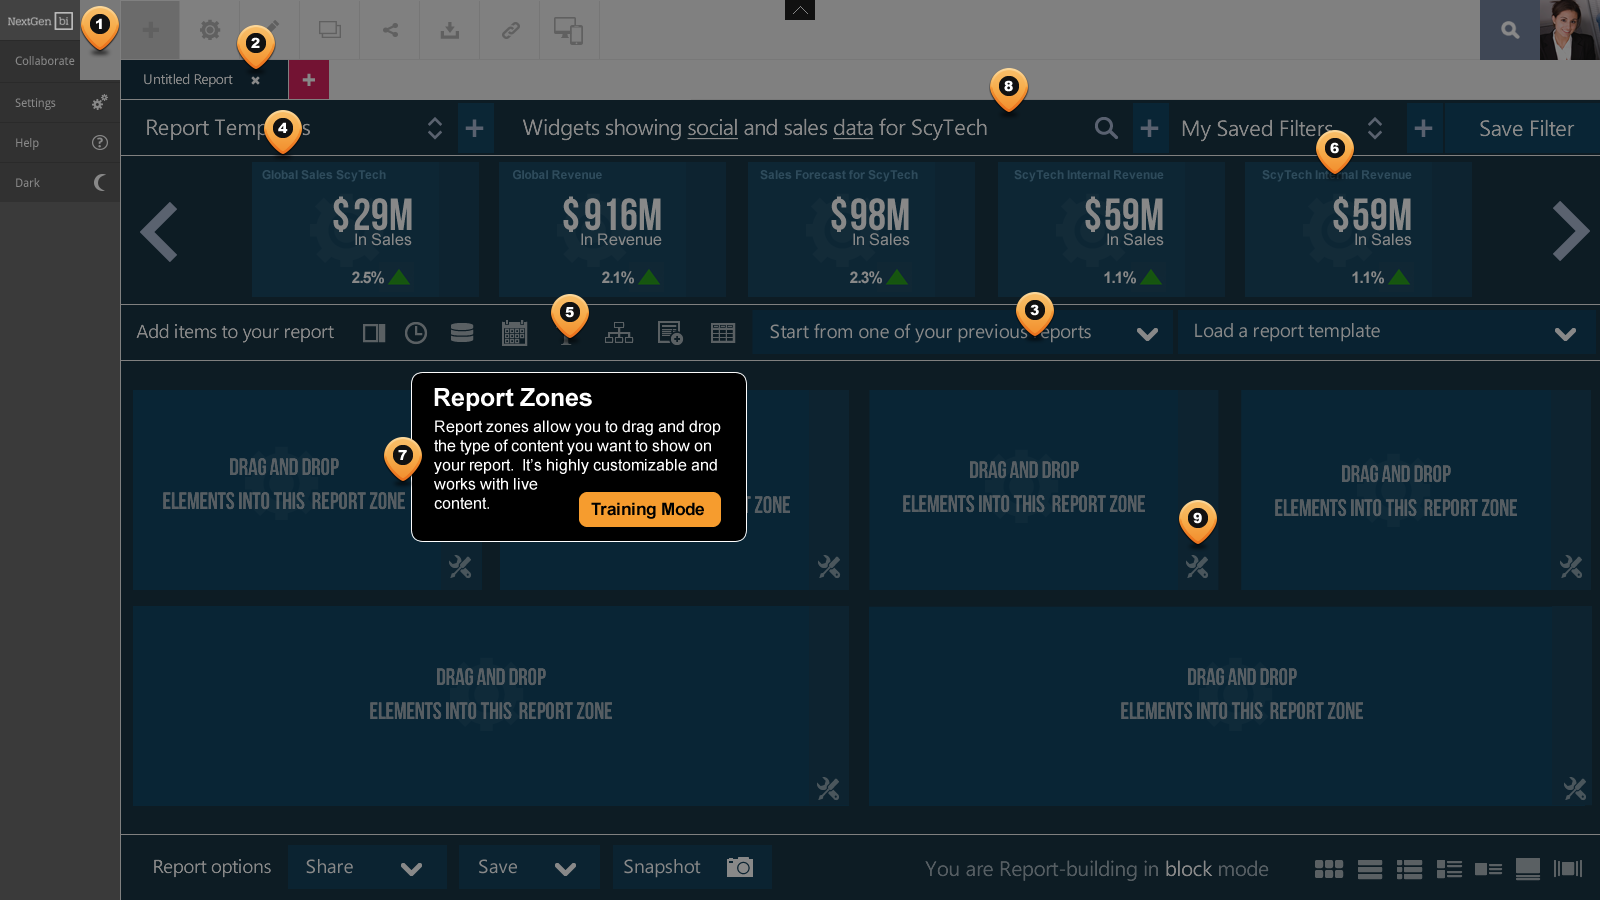 NextGen bi
1
Collaborate
Settings
Help
Dark
2
Untitled Report
8
Report Temp s
4
Widgets showing social and sales data for ScyTech
My Saved Filters
6
Save Filter
Global Sales ScyTech
$29M
In Sales
2.5%
Global Revenue
$916M
In Revenue
2.1%
Sales Forecast for ScyTech
$98M
In Sales
2.3%
ScyTech Internal Revenue
$59M
In Sales
1.1%
ScyTech Internal Revenue
$59M
In Sales
1.1%
Add items to your report
5
Start from one of your previous reports
3
Load a report template
Report Zones
Report zones allow you to drag and drop
the type of content you want to show on
your report. It's highly customizable and
works with live
content.
Training Mode
7
DRAG AND DROP
ELEMENTS INTO THIS REPORT ZONE
ZONE
DRAG AND DROP
ELEMENTS INTO THIS REPORT ZONE
9
DRAG AND DROP
ELEMENTS INTO THIS REPORT ZONE
DRAG AND DROP
ELEMENTS INTO THIS REPORT ZONE
DRAG AND DROP
ELEMENTS INTO THIS REPORT ZONE
Report options
Share
Save
Snapshot
You are Report-building in block mode